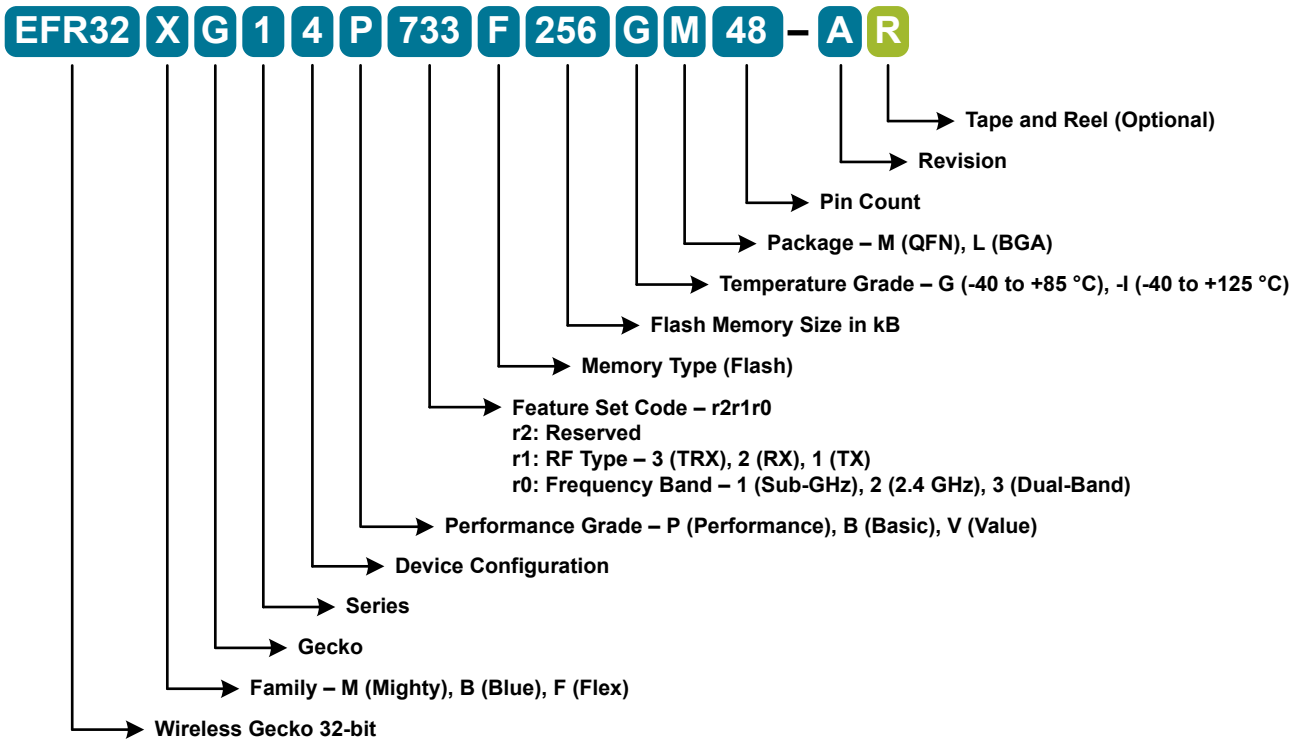 EFR32 X G 1 4 P 733 F 256 G M 48 – A R
Tape and Reel (Optional)
Revision
Pin Count
Package – M (QFN), L (BGA)
Temperature Grade – G (-40 to +85 °C), -I (-40 to +125 °C)
Flash Memory Size in kB
Memory Type (Flash)
Feature Set Code – r2r1r0
r2: Reserved
r1: RF Type – 3 (TRX), 2 (RX), 1 (TX)
r0: Frequency Band – 1 (Sub-GHz), 2 (2.4 GHz), 3 (Dual-Band)
Performance Grade – P (Performance), B (Basic), V (Value)
Device Configuration
Series
Gecko
Family – M (Mighty), B (Blue), F (Flex)
Wireless Gecko 32-bit